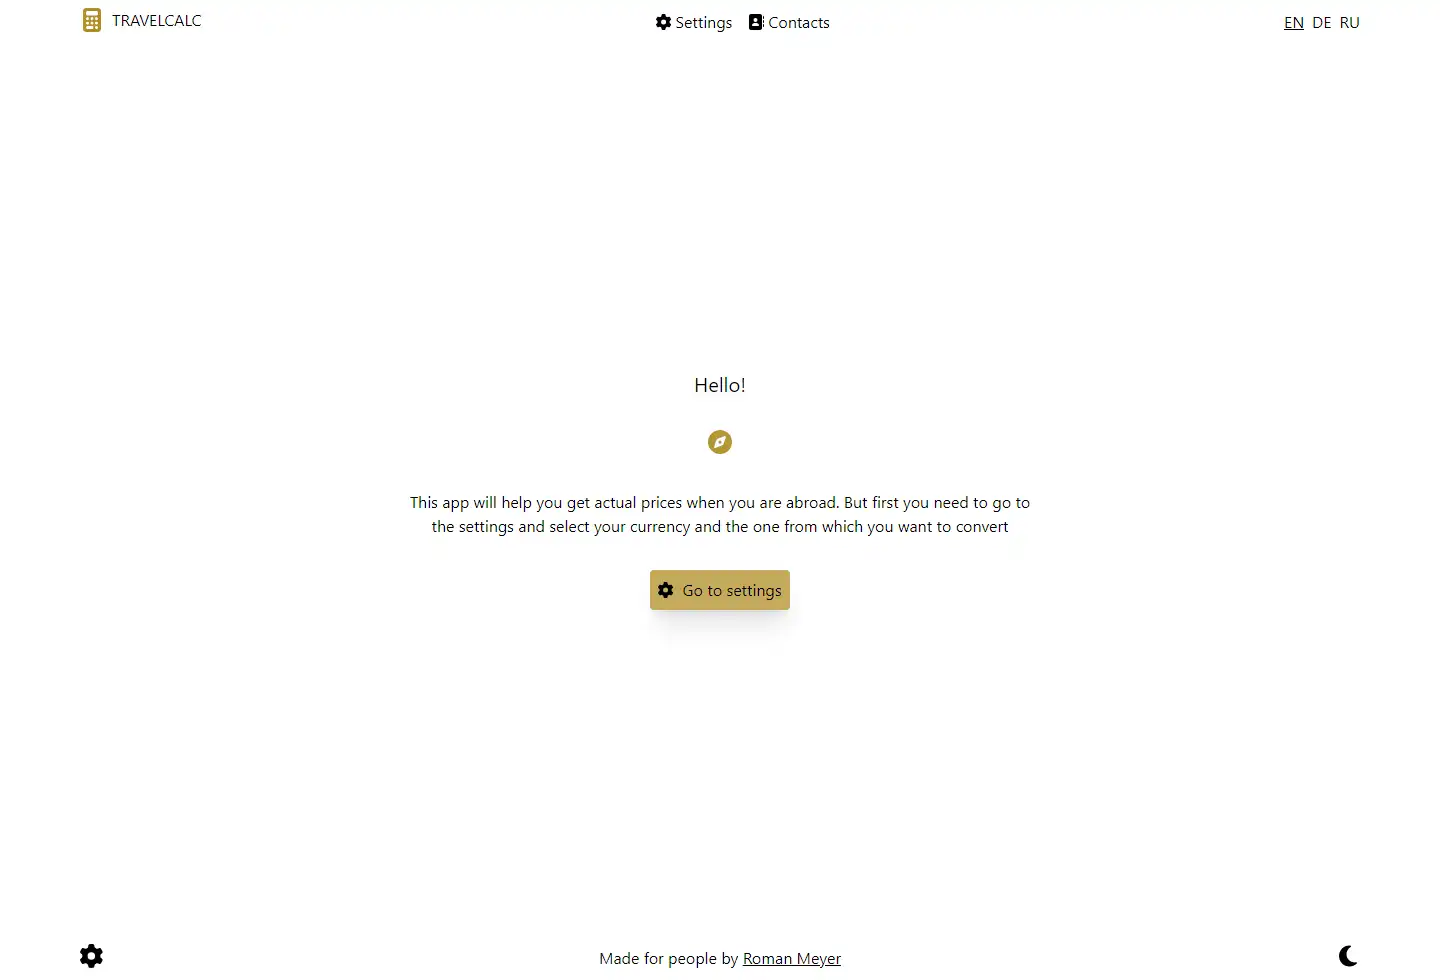 TRAVELCALC
Settings Contacts
EN DE RU
Hello!
This app will help you get actual prices when you are abroad. But first you need to go to
the settings and select your currency and the one from which you want to convert
Go to settings
Made for people by Roman Meyer